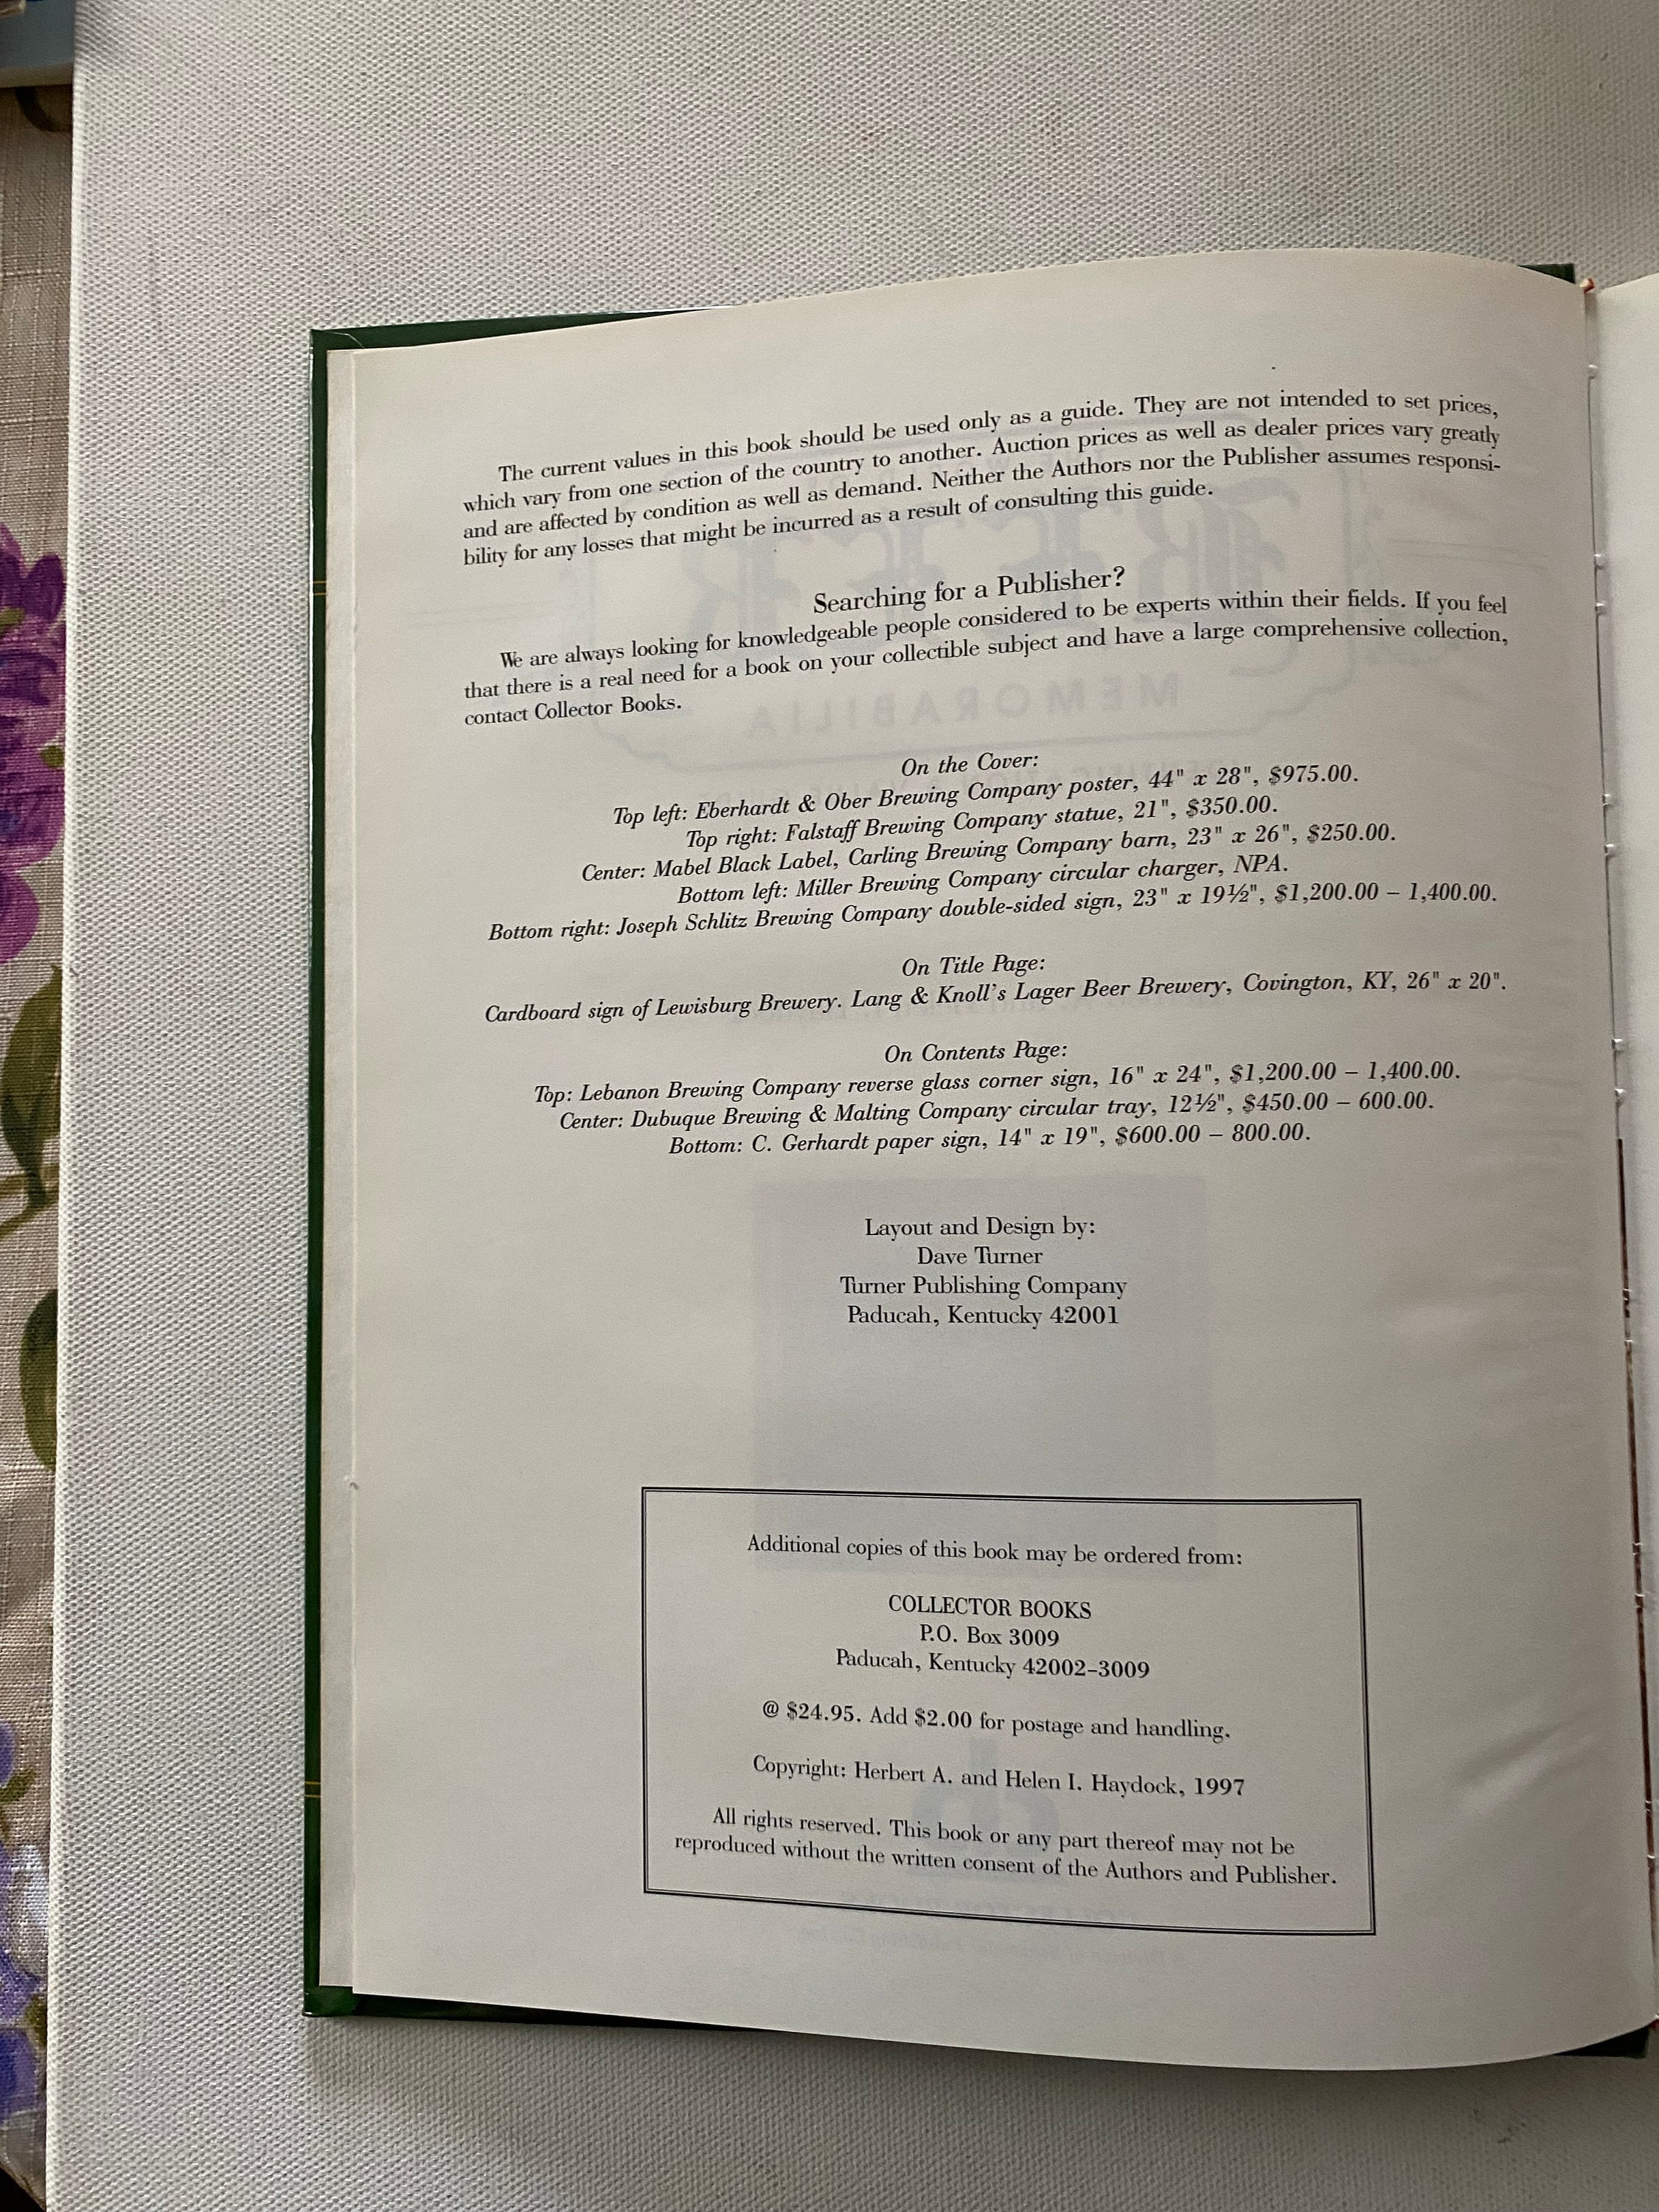 The current values in this book should be used only as a guide. They are not intended to set prices,
which vary from one section of the country to another. Auction prices as well as dealer prices vary greatly
and are affected by condition as well as demand. Neither the Authors nor the Publisher assumes responsi-
bility for any losses that might be incurred as a result of consulting this guide.
Searching for a Publisher?
We are always looking for knowledgeable people considered to be experts within their fields. If you feel
that there is a real need for a book on your collectible subject and have a large comprehensive collection,
contact Collector Books.
On the Cover:
Top left: Eberhardt & Ober Brewing Company poster, 44" x 28", $975.00.
Top right: Falstaff Brewing Company statue, 21", $350.00.
Center: Mabel Black Label, Carling Brewing Company barn, 23" x 26", $250.00.
Bottom left: Miller Brewing Company circular charger, NPA.
Bottom right: Joseph Schlitz Brewing Company double-sided sign, 23" x 19½", $1,200.00 – 1,400.00.
On Title Page:
Cardboard sign of Lewisburg Brewery. Lang & Knoll's Lager Beer Brewery, Covington, KY, 26" x 20".
On Contents Page:
Top: Lebanon Brewing Company reverse glass corner sign, 16" x 24", $1,200.00 – 1,400.00.
Center: Dubuque Brewing & Malting Company circular tray, 12½", $450.00 – 600.00.
Bottom: C. Gerhardt paper sign, 14" x 19", $600.00 – 800.00.
Layout and Design by:
Dave Turner
Turner Publishing Company
Paducah, Kentucky 42001
Additional copies of this book may be ordered from:
COLLECTOR BOOKS
P.O. Box 3009
Paducah, Kentucky 42002–3009
@ $24.95. Add $2.00 for postage and handling.
Copyright: Herbert A. and Helen I. Haydock, 1997
All rights reserved. This book or any part thereof may not be
reproduced without the written consent of the Authors and Publisher.